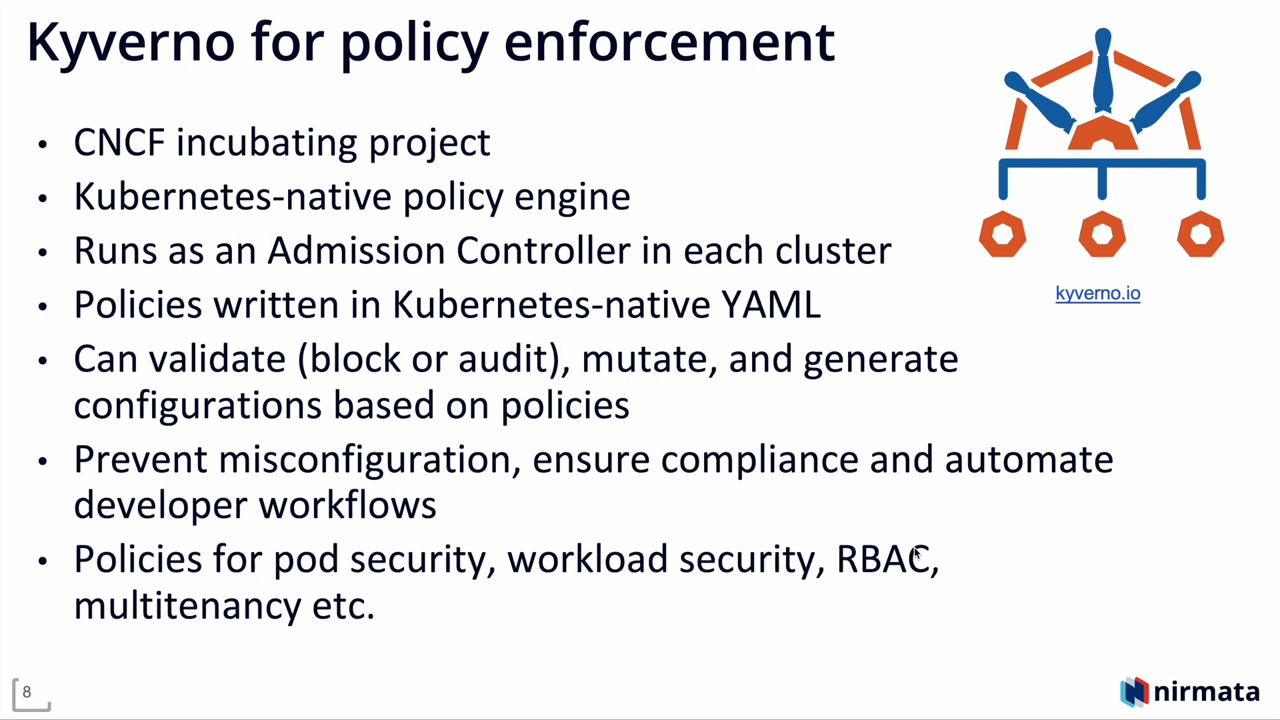 Kyverno for policy enforcement
• CNCF incubating project
• Kubernetes-native policy engine
• Runs as an Admission Controller in each cluster
• Policies written in Kubernetes-native YAML
• Can validate (block or audit), mutate, and generate
configurations based on policies
• Prevent misconfiguration, ensure compliance and automate
developer workflows
• Policies for pod security, workload security, RBAC,
multitenancy etc.
kyverno.io
8
nirmata